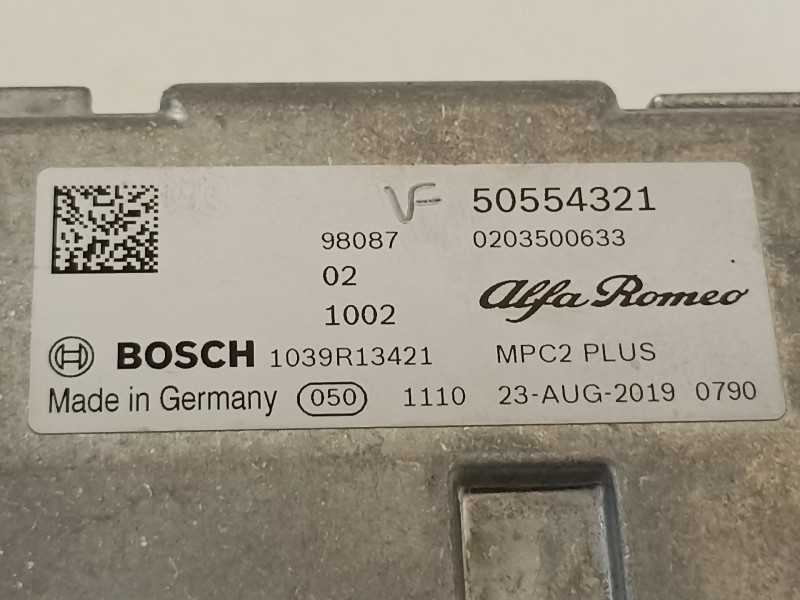 VF 50554321
98087 0203500633
02
1002 Alfa Romeo
BOSCH 1039R13421 MPC2 PLUS
Made in Germany 050 1110 23-AUG-2019 0790